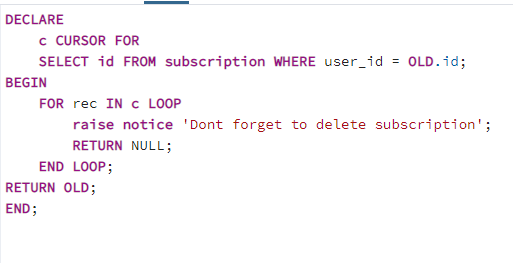 DECLARE
    c CURSOR FOR
    SELECT id FROM subscription WHERE user_id = OLD.id;
BEGIN
    FOR rec IN c LOOP
        raise notice 'Dont forget to delete subscription';
        RETURN NULL;
    END LOOP;
RETURN OLD;
END;